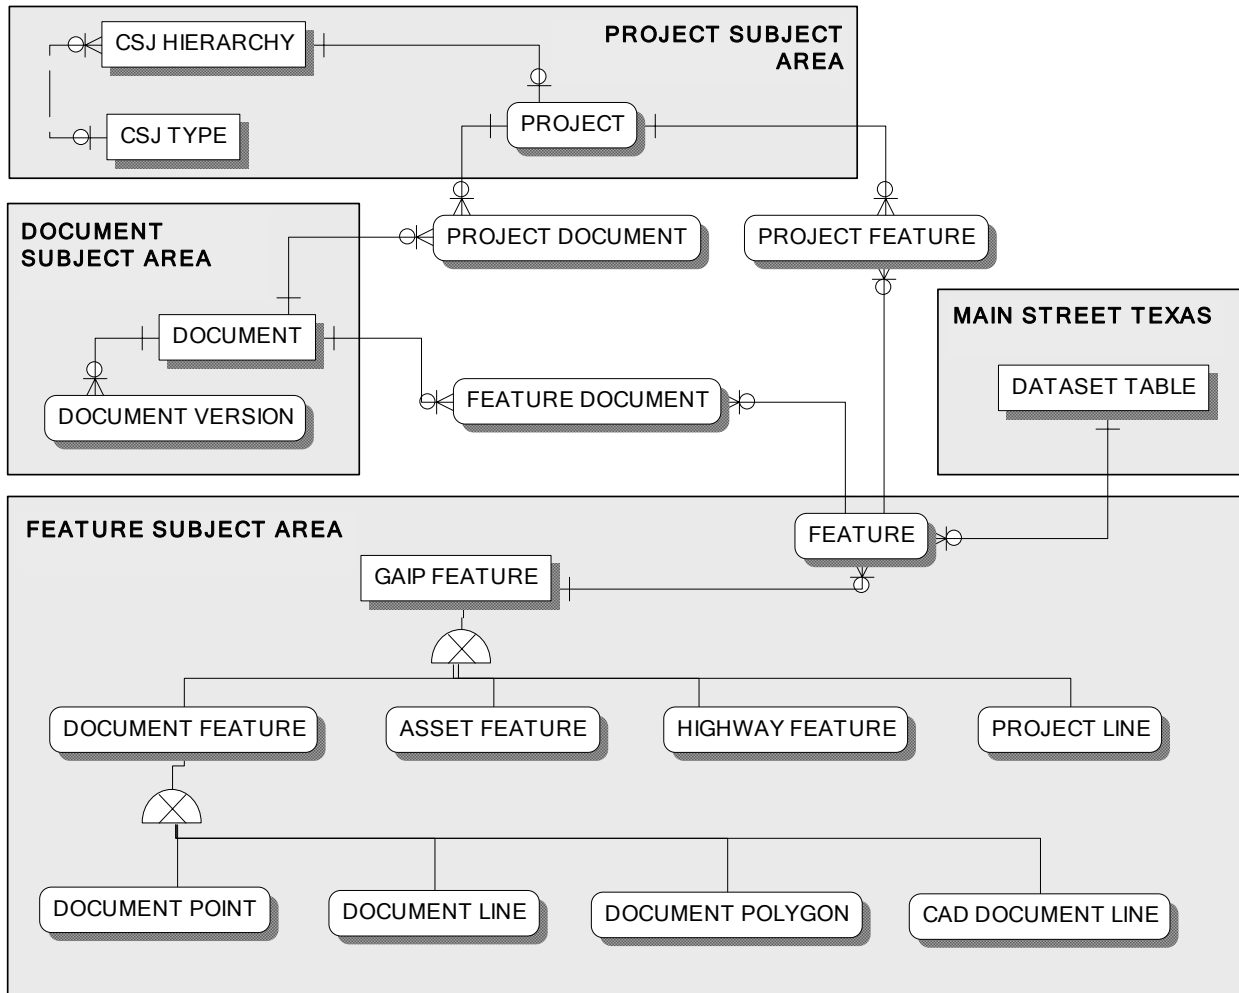 CSJ HIERARCHY
PROJECT SUBJECT
AREA
CSJ TYPE
PROJECT
DOCUMENT
SUBJECT AREA
PROJECT DOCUMENT
PROJECT FEATURE
MAIN STREET TEXAS
DOCUMENT
DATASET TABLE
FEATURE DOCUMENT
DOCUMENT VERSION
FEATURE SUBJECT AREA
FEATURE
GAIP FEATURE
DOCUMENT FEATURE
ASSET FEATURE
HIGHWAY FEATURE
PROJECT LINE
DOCUMENT POINT
DOCUMENT LINE
DOCUMENT POLYGON
CAD DOCUMENT LINE